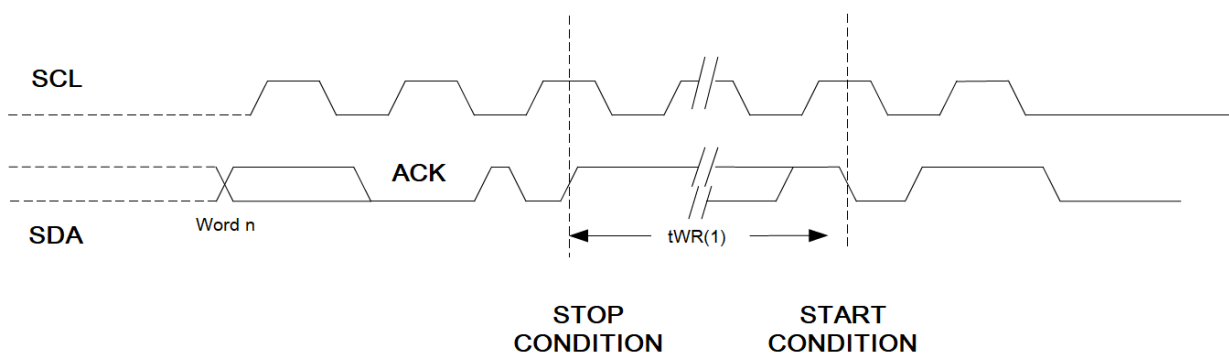 SCL
ACK
Word n
SDA
tWR(1)
STOP
CONDITION
START
CONDITION